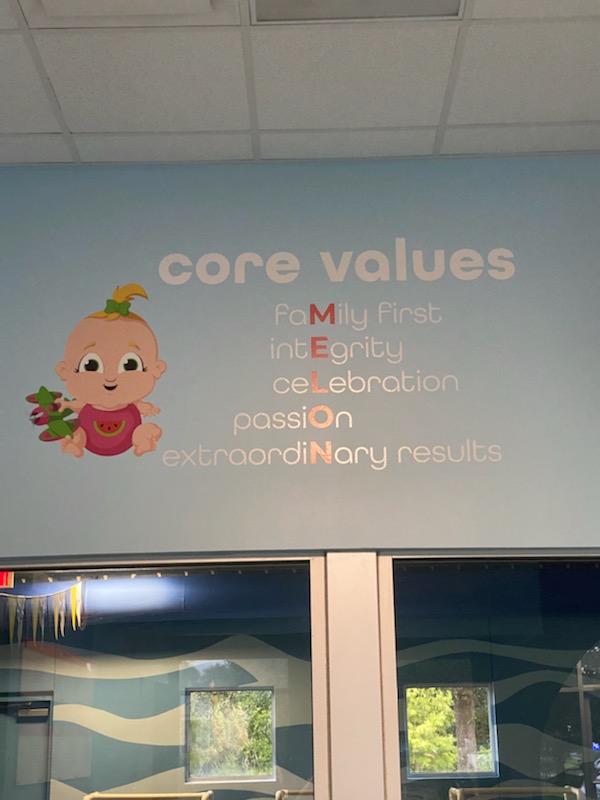 core values
faMily first
intEgrity
ceLebration
passiOn
extraordiNary results